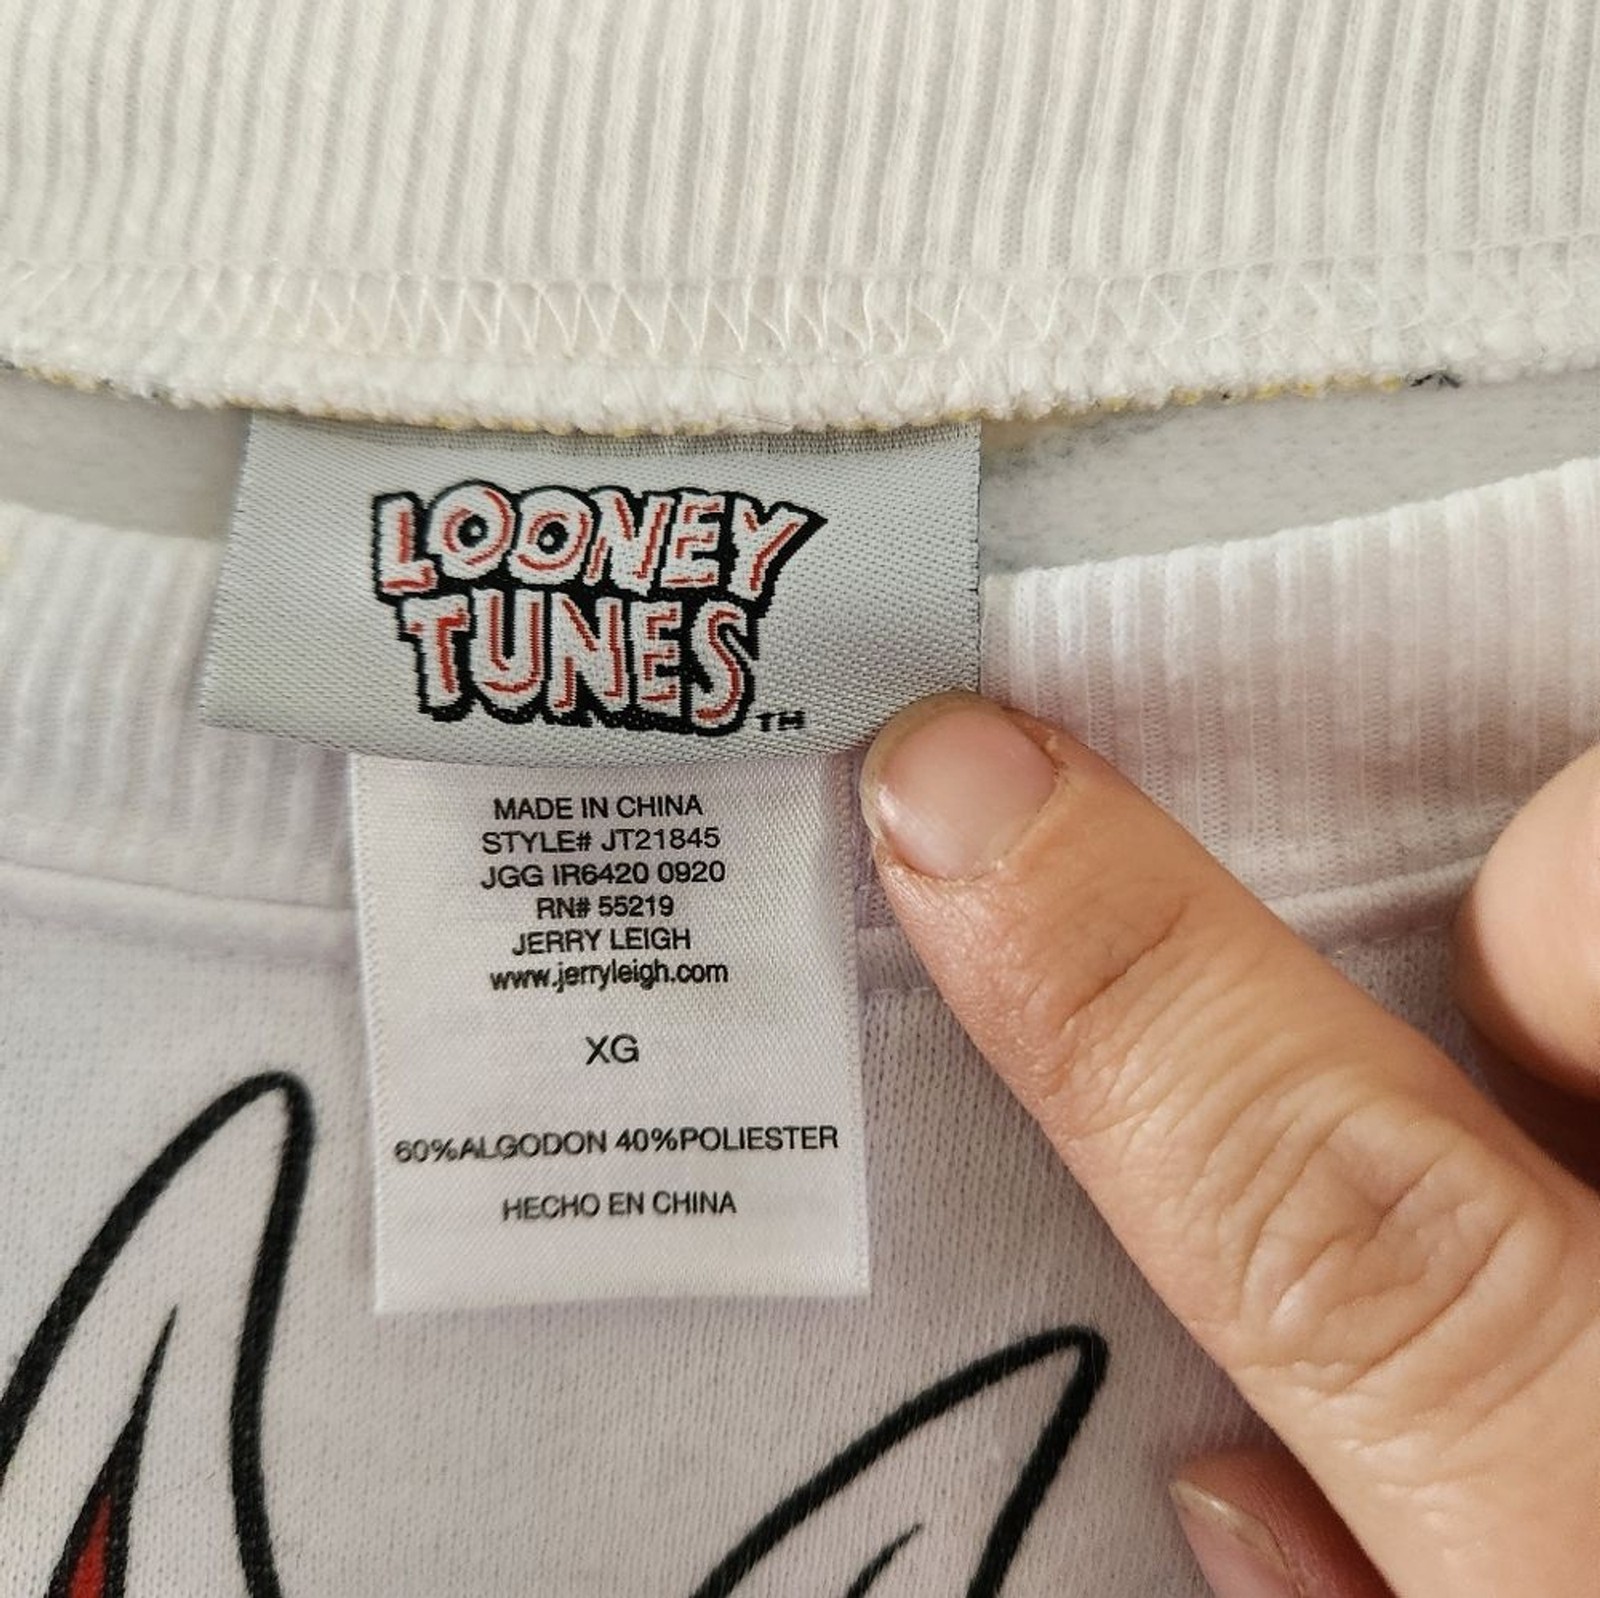 LOONEY
TUNES TM
MADE IN CHINA
STYLE# JT21845
JGG IR6420 0920
RN# 55219
JERRY LEIGH
www.jerryleigh.com
XG
60%ALGODON 40%POLIESTER
HECHO EN CHINA